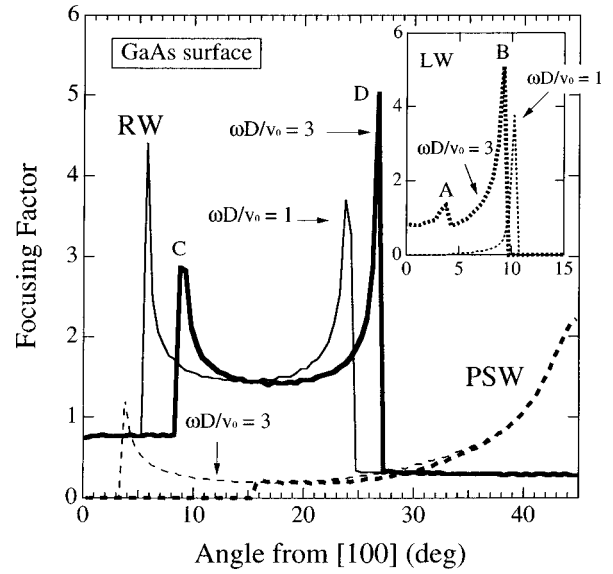 GaAs surface
RW
C
D
ωD/v₀ = 3
ωD/v₀ = 1
PSW
ωD/v₀ = 3
LW
B
A
ωD/v₀ = 1
ωD/v₀ = 3
6
4
2
0
0
5
10
15
6
5
4
3
2
1
0
0
10
20
30
40
Focusing Factor
Angle from [100] (deg)